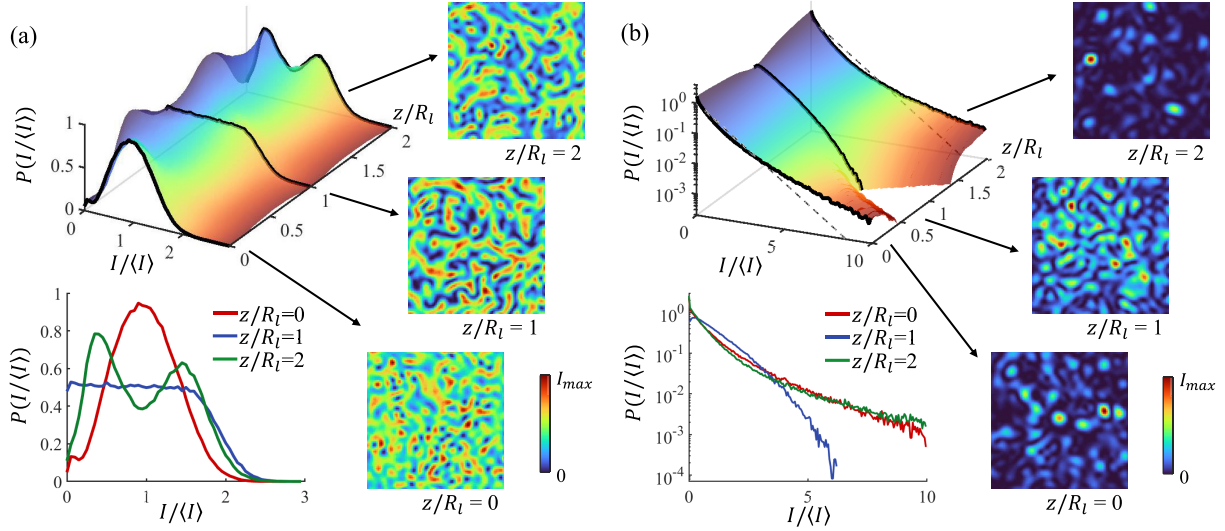 (a)
P(I/⟨I⟩)
1
0.5
0
0
1
2
I/⟨I⟩
0
0.5
1
1.5
2
z/R_l
z/R_l = 2
z/R_l = 1
z/R_l = 0
I_max
0
P(I/⟨I⟩)
1
0.8
0.6
0.4
0.2
0
0
1
2
3
I/⟨I⟩
z/R_l=0
z/R_l=1
z/R_l=2
(b)
P(I/⟨I⟩)
10^0
10^-1
10^-2
10^-3
0
5
10
I/⟨I⟩
0
0.5
1
1.5
2
z/R_l
z/R_l = 2
z/R_l = 1
z/R_l = 0
I_max
0
P(I/⟨I⟩)
10^0
10^-1
10^-2
10^-3
10^-4
0
5
10
I/⟨I⟩
z/R_l=0
z/R_l=1
z/R_l=2